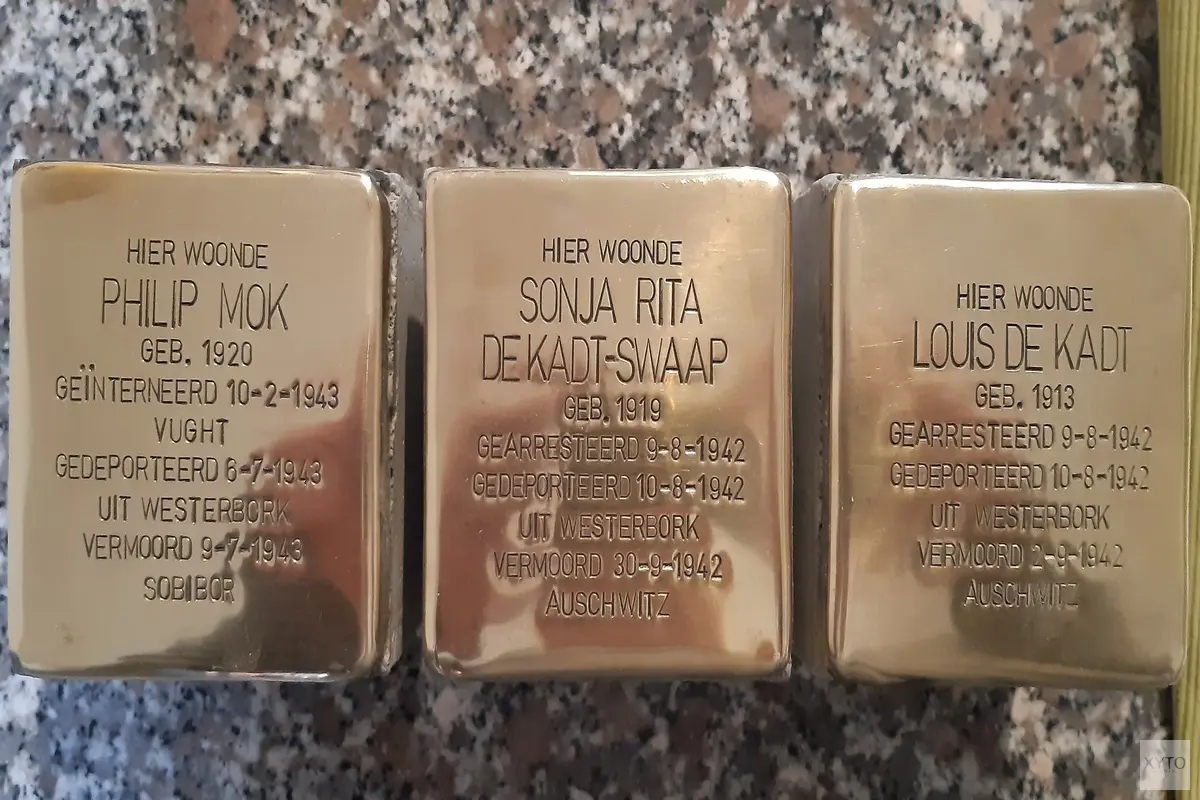 HIER WOONDE
PHILIP MOK
GEB. 1920
GEÏNTERNEERD 10-2-1943
VUGHT
GEDEPORTEERD 6-7-1943
UIT WESTERBORK
VERMOORD 9-7-1943
SOBIBOR
HIER WOONDE
SONJA RITA
DE KADT-SWAAP
GEB. 1919
GEARRESTEERD 9-8-1942
GEDEPORTEERD 10-8-1942
UIT WESTERBORK
VERMOORD 30-9-1942
AUSCHWITZ
HIER WOONDE
LOUIS DE KADT
GEB. 1913
GEARRESTEERD 9-8-1942
GEDEPORTEERD 10-8-1942
UIT WESTERBORK
VERMOORD 2-9-1942
AUSCHWITZ
XYTO